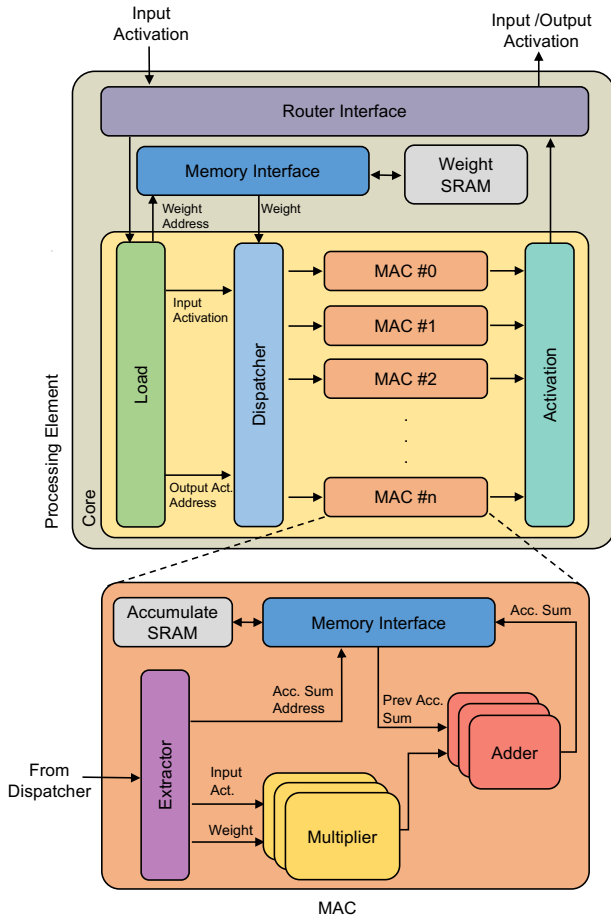 Input
Activation
Input /Output
Activation
Router Interface
Memory Interface
Weight
SRAM
Weight
Address
Weight
Load
Input
Activation
Output Act.
Address
Dispatcher
MAC #0
MAC #1
MAC #2
.
.
.
MAC #n
Activation
Processing Element
Core
Accumulate
SRAM
Memory Interface
Acc. Sum
Acc. Sum
Address
Prev Acc.
Sum
Adder
From
Dispatcher
Extractor
Input
Act.
Weight
Multiplier
MAC